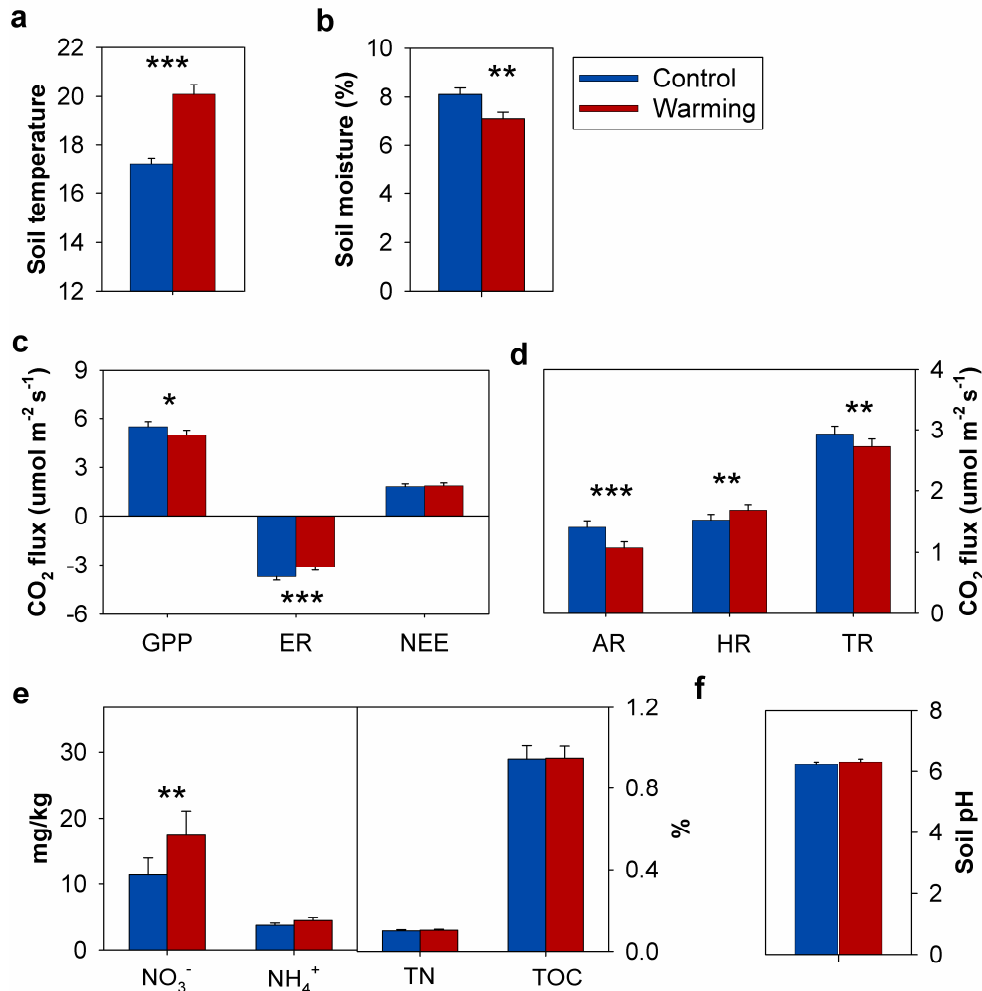 a
b
22
20
18
16
14
12
Soil temperature
***
10
8
6
4
2
0
Soil moisture (%)
**
Control
Warming
c
d
9
6
3
0
-3
-6
CO₂ flux (umol m⁻² s⁻¹)
*
***
GPP ER NEE
4
3
2
1
0
CO₂ flux (umol m⁻² s⁻¹)
***
**
**
AR HR TR
e
f
30
20
10
0
mg/kg
**
NO₃⁻ NH₄⁺ TN TOC
1.2
0.8
0.4
0.0
%
8
6
4
2
0
Soil pH